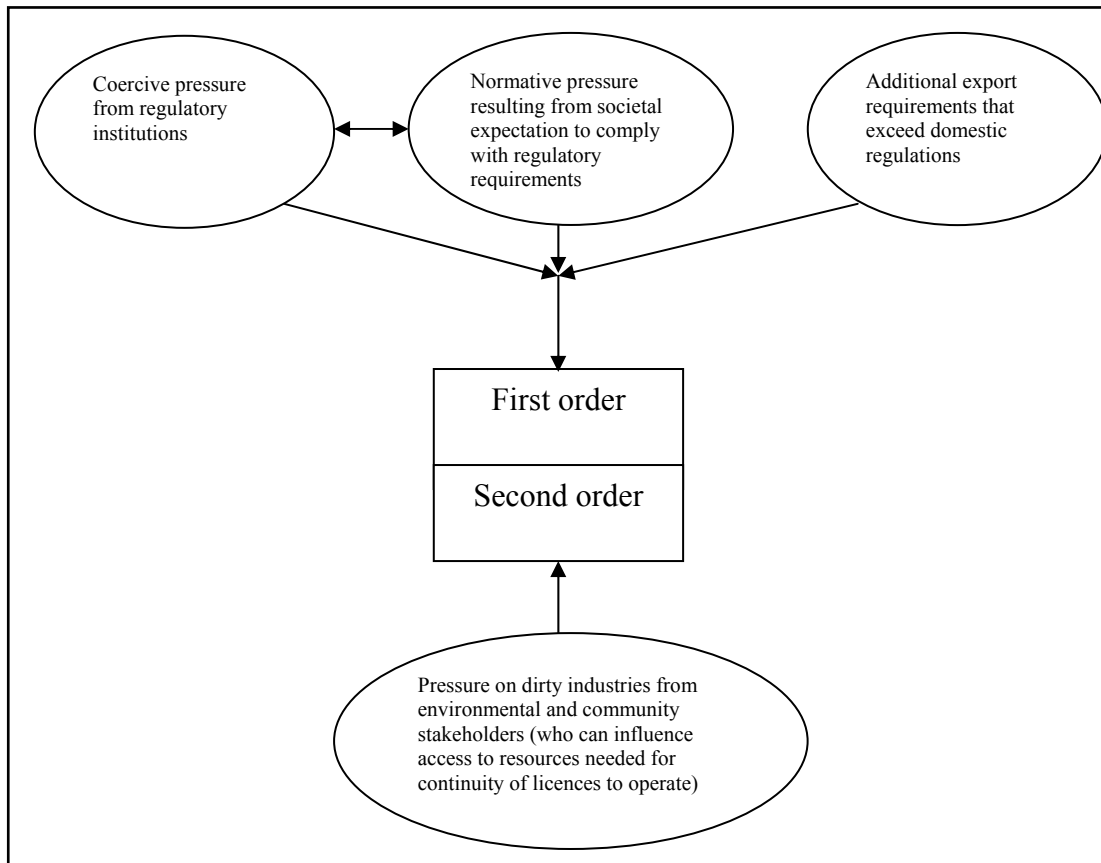 Coercive pressure
from regulatory
institutions
Normative pressure
resulting from societal
expectation to comply
with regulatory
requirements
Additional export
requirements that
exceed domestic
regulations
First order
Second order
Pressure on dirty industries from
environmental and community
stakeholders (who can influence
access to resources needed for
continuity of licences to operate)